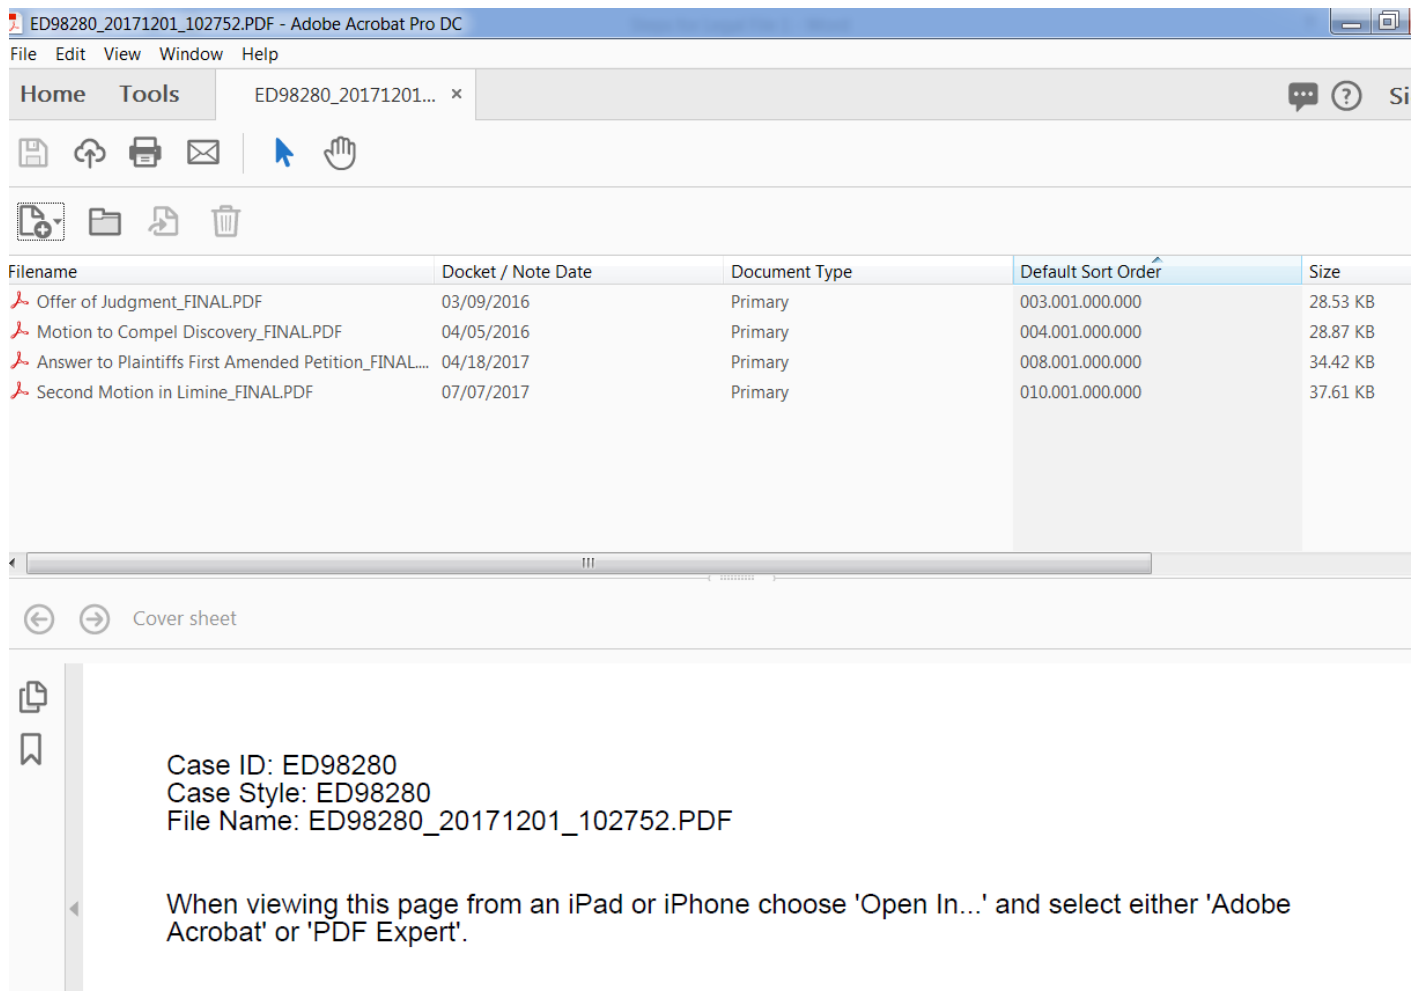 ED98280_20171201_102752.PDF - Adobe Acrobat Pro DC
File Edit View Window Help
Home Tools ED98280_20171201... × Si
Filename Docket / Note Date Document Type Default Sort Order Size
Offer of Judgment_FINAL.PDF 03/09/2016 Primary 003.001.000.000 28.53 KB
Motion to Compel Discovery_FINAL.PDF 04/05/2016 Primary 004.001.000.000 28.87 KB
Answer to Plaintiffs First Amended Petition_FINAL.... 04/18/2017 Primary 008.001.000.000 34.42 KB
Second Motion in Limine_FINAL.PDF 07/07/2017 Primary 010.001.000.000 37.61 KB
Cover sheet
Case ID: ED98280
Case Style: ED98280
File Name: ED98280_20171201_102752.PDF
When viewing this page from an iPad or iPhone choose 'Open In...' and select either 'Adobe
Acrobat' or 'PDF Expert'.